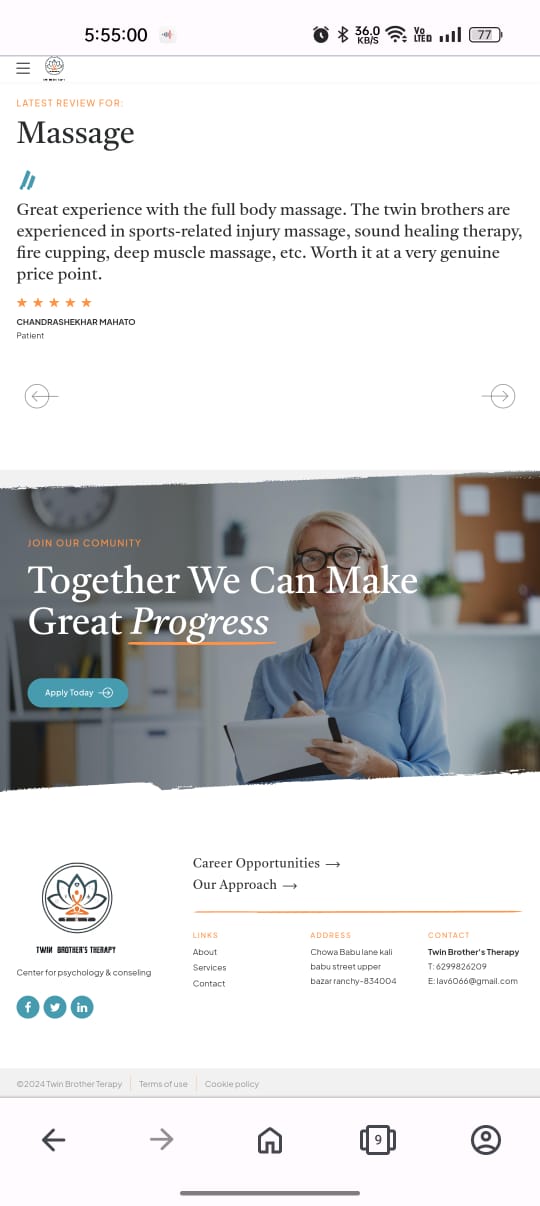 5:55:00
36.0
KB/S
Vo
LTE
77
LATEST REVIEW FOR:
Massage
Great experience with the full body massage. The twin brothers are
experienced in sports-related injury massage, sound healing therapy,
fire cupping, deep muscle massage, etc. Worth it at a very genuine
price point.
CHANDRASHEKHAR MAHATO
Patient
JOIN OUR COMUNITY
Together We Can Make
Great Progress
Apply Today
Career Opportunities →
Our Approach →
TWIN BROTHER'S THERAPY
Center for psychology & conseling
LINKS
About
Services
Contact
ADDRESS
Chowa Babu lane kali
babu street upper
bazar ranchy-834004
CONTACT
Twin Brother's Therapy
T: 6299826209
E: lav6066@gmail.com
©2024 Twin Brother Terapy
Terms of use
Cookie policy
9